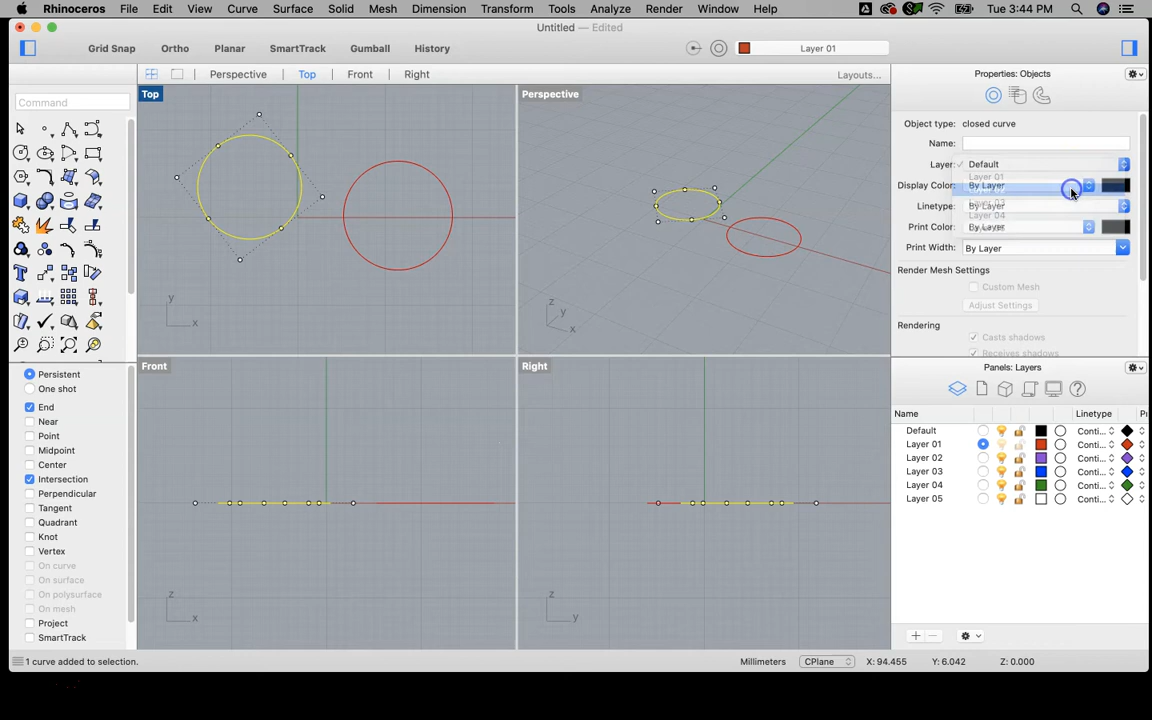 Rhinoceros File Edit View Curve Surface Solid Mesh Dimension Transform Tools Analyze Render Window Help Tue 3:44 PM
Untitled — Edited
Grid Snap Ortho Planar SmartTrack Gumball History Layer 01
Perspective Top Front Right Layouts... Properties: Objects
Top Perspective
Command
Object type: closed curve
Name:
Layer: ✓ Default
Layer 01
Display Color: By Layer
Layer 03
Linetype: By Layer
Layer 04
Print Color: By Layer
Print Width: By Layer
Render Mesh Settings
Custom Mesh
Adjust Settings
Rendering
Casts shadows
Receives shadows
y
x
z
y
x
Front Right
Panels: Layers
Name Linetype Pr
Default Conti...
Layer 01 Conti...
Layer 02 Conti...
Layer 03 Conti...
Layer 04 Conti...
Layer 05 Conti...
Persistent
One shot
End
Near
Point
Midpoint
Center
Intersection
Perpendicular
Tangent
Quadrant
Knot
Vertex
On curve
On surface
On polysurface
On mesh
Project
SmartTrack
z
x
z
y
1 curve added to selection. Millimeters CPlane X: 94.455 Y: 6.042 Z: 0.000